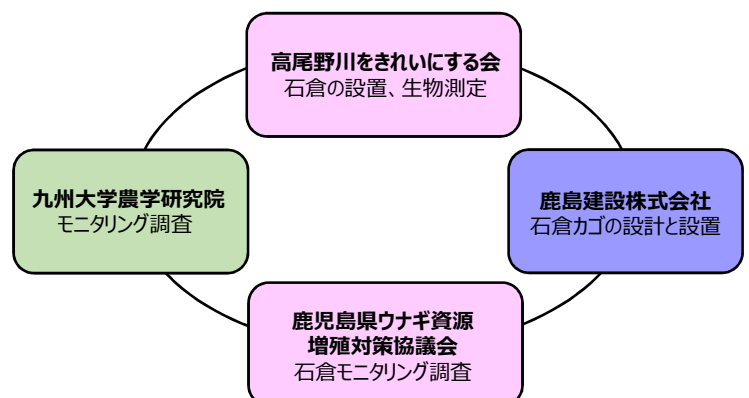 高尾野川をきれいにする会
石倉の設置、生物測定
九州大学農学研究院
モニタリング調査
鹿島建設株式会社
石倉カゴの設計と設置
鹿児島県ウナギ資源
増殖対策協議会
石倉モニタリング調査